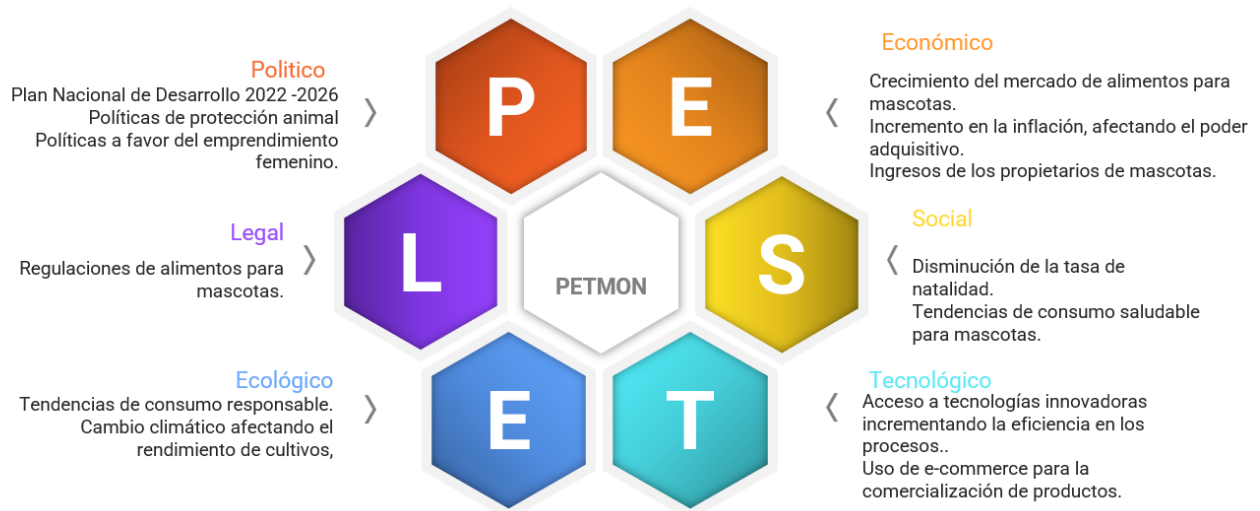 Politico
Plan Nacional de Desarrollo 2022 -2026
Políticas de protección animal
Políticas a favor del emprendimiento
femenino.
P
E
Económico
Crecimiento del mercado de alimentos para
mascotas.
Incremento en la inflación, afectando el poder
adquisitivo.
Ingresos de los propietarios de mascotas.
Legal
Regulaciones de alimentos para
mascotas.
L
PETMON
S
Social
Disminución de la tasa de
natalidad.
Tendencias de consumo saludable
para mascotas.
Ecológico
Tendencias de consumo responsable.
Cambio climático afectando el
rendimiento de cultivos,
E
T
Tecnológico
Acceso a tecnologías innovadoras
incrementando la eficiencia en los
procesos..
Uso de e-commerce para la
comercialización de productos.